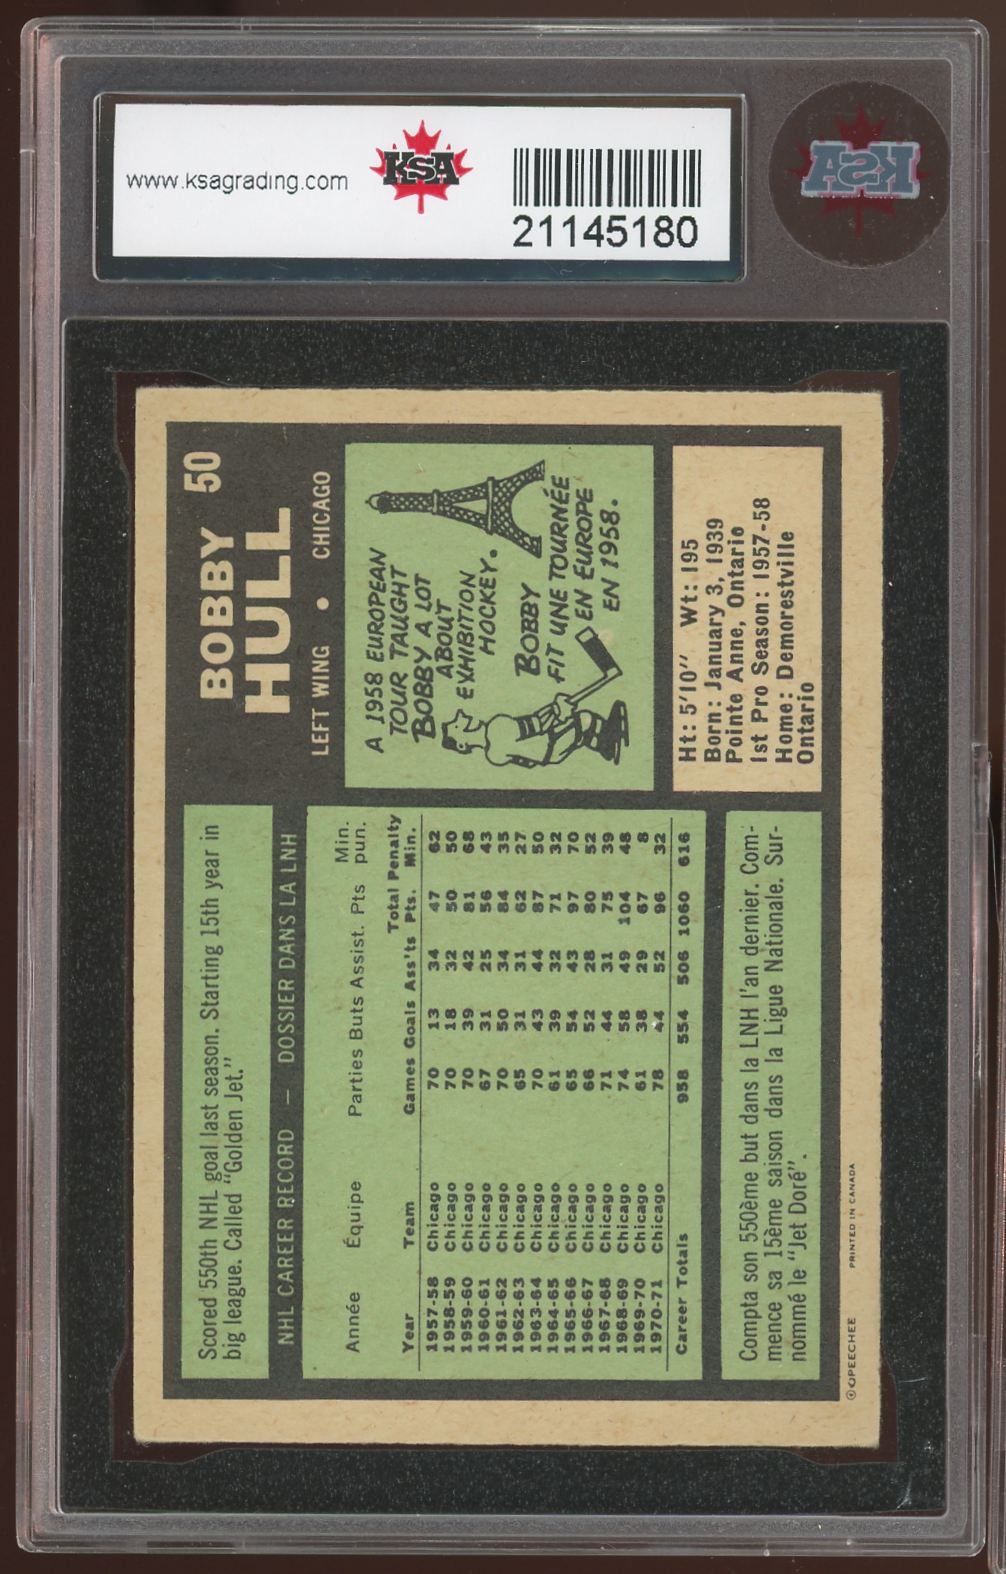 www.ksagrading.com
KSA
21145180
KSA
BOBBY 50
HULL
LEFT WING • CHICAGO
Scored 550th NHL goal last season. Starting 15th year in
big league. Called "Golden Jet."
NHL CAREER RECORD — DOSSIER DANS LA LNH
Année Équipe Parties Buts Assist. Pts Min. pun.
Year Team Games Goals Ass'ts Total Pts. Penalty Min.
1957-58 Chicago 70 13 34 47 62
1958-59 Chicago 70 18 32 50 50
1959-60 Chicago 70 39 42 81 68
1960-61 Chicago 67 31 25 56 43
1961-62 Chicago 70 50 34 84 35
1962-63 Chicago 65 31 31 62 27
1963-64 Chicago 70 43 44 87 50
1964-65 Chicago 61 39 32 71 32
1965-66 Chicago 65 54 43 97 70
1966-67 Chicago 66 52 28 80 52
1967-68 Chicago 71 44 31 75 39
1968-69 Chicago 74 58 49 104 48
1969-70 Chicago 61 38 29 67 8
1970-71 Chicago 78 44 52 96 32
Career Totals 958 554 506 1060 616
Compta son 550ème but dans la LNH l'an dernier. Com-
mence sa 15ème saison dans la Ligue Nationale. Sur-
nommé le "Jet Doré".
A 1958 EUROPEAN
TOUR TAUGHT
BOBBY A LOT
ABOUT
EXHIBITION
HOCKEY.
BOBBY
FIT UNE TOURNÉE
EN EUROPE
EN 1958.
Ht: 5'10" Wt: 195
Born: January 3, 1939
Pointe Anne, Ontario
1st Pro Season: 1957-58
Home: Demorestville
Ontario
©OPEECHEE PRINTED IN CANADA